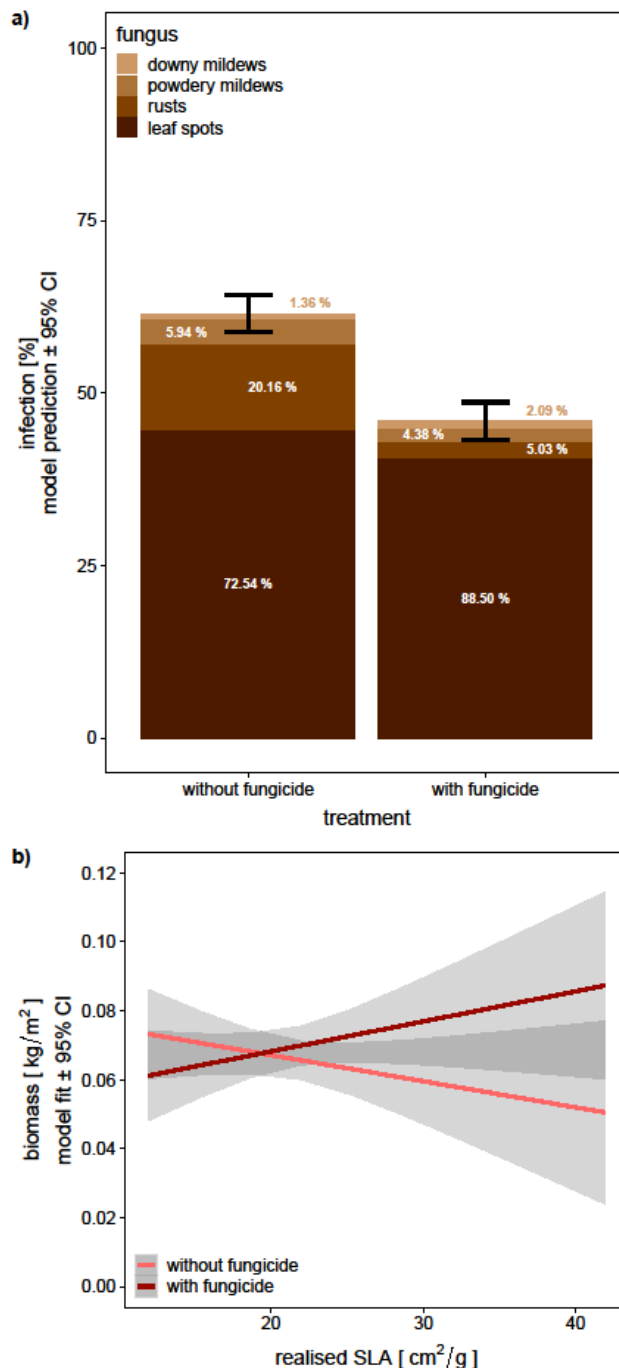 a)
fungus
downy mildews
powdery mildews
rusts
leaf spots
100
75
50
25
0
infection [%]
model prediction ± 95% CI
1.36 %
5.94 %
20.16 %
72.54 %
2.09 %
4.38 %
5.03 %
88.50 %
without fungicide
with fungicide
treatment
b)
0.12
0.10
0.08
0.06
0.04
0.02
0.00
biomass [ kg/m² ]
model fit ± 95% CI
without fungicide
with fungicide
20
30
40
realised SLA [ cm²/g ]